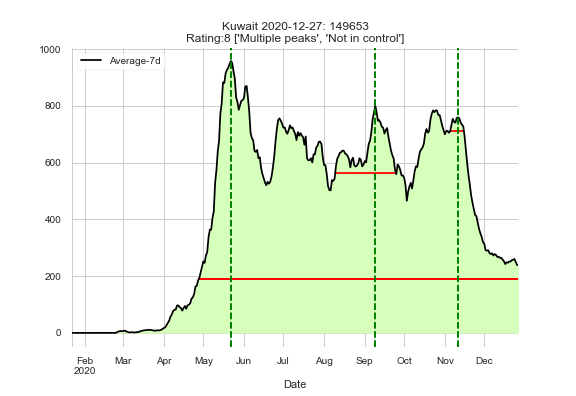 Kuwait 2020-12-27: 149653
Rating:8 ['Multiple peaks', 'Not in control']
Average-7d
1000
800
600
400
200
0
Feb Mar Apr May Jun Jul Aug Sep Oct Nov Dec
2020
Date